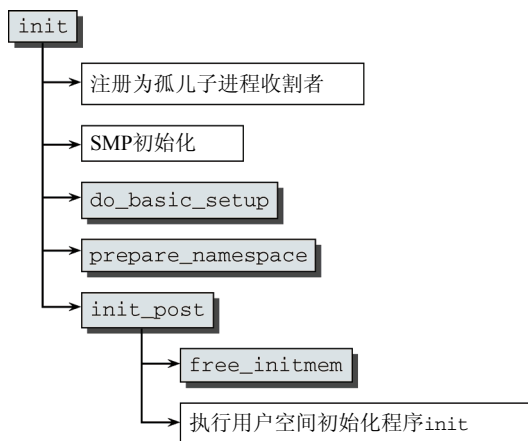 init
注册为孤儿子进程收割者
SMP初始化
do_basic_setup
prepare_namespace
init_post
free_initmem
执行用户空间初始化程序init